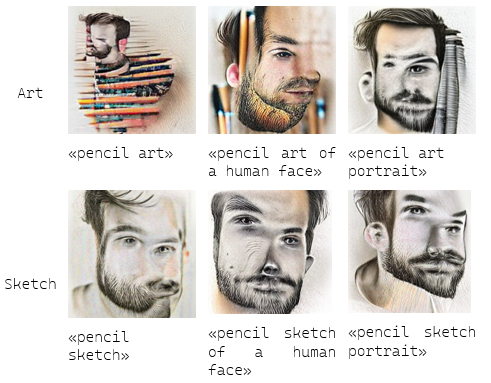 Art
«pencil art»
«pencil art of
a human face»
«pencil art
portrait»
Sketch
«pencil
sketch»
«pencil sketch
of a human
face»
«pencil sketch
portrait»